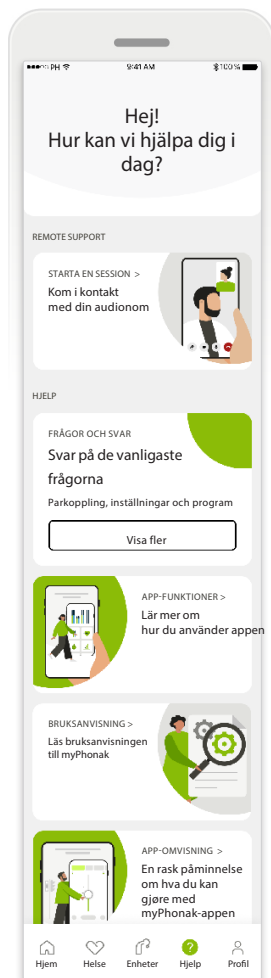 PH 9:41 AM 100 %
Hej!
Hur kan vi hjälpa dig i
dag?
REMOTE SUPPORT
STARTA EN SESSION >
Kom i kontakt
med din audionom
HJELP
FRÅGOR OCH SVAR
Svar på de vanligaste
frågorna
Parkoppling, inställningar och program
Visa fler
APP-FUNKTIONER >
Lär mer om
hur du använder appen
BRUKSANVISNING >
Läs bruksanvisningen
till myPhonak
APP-OMVISNING >
En rask påminnelse
om hva du kan
gjøre med
myPhonak-appen
Hjem Helse Enheter Hjelp Profil